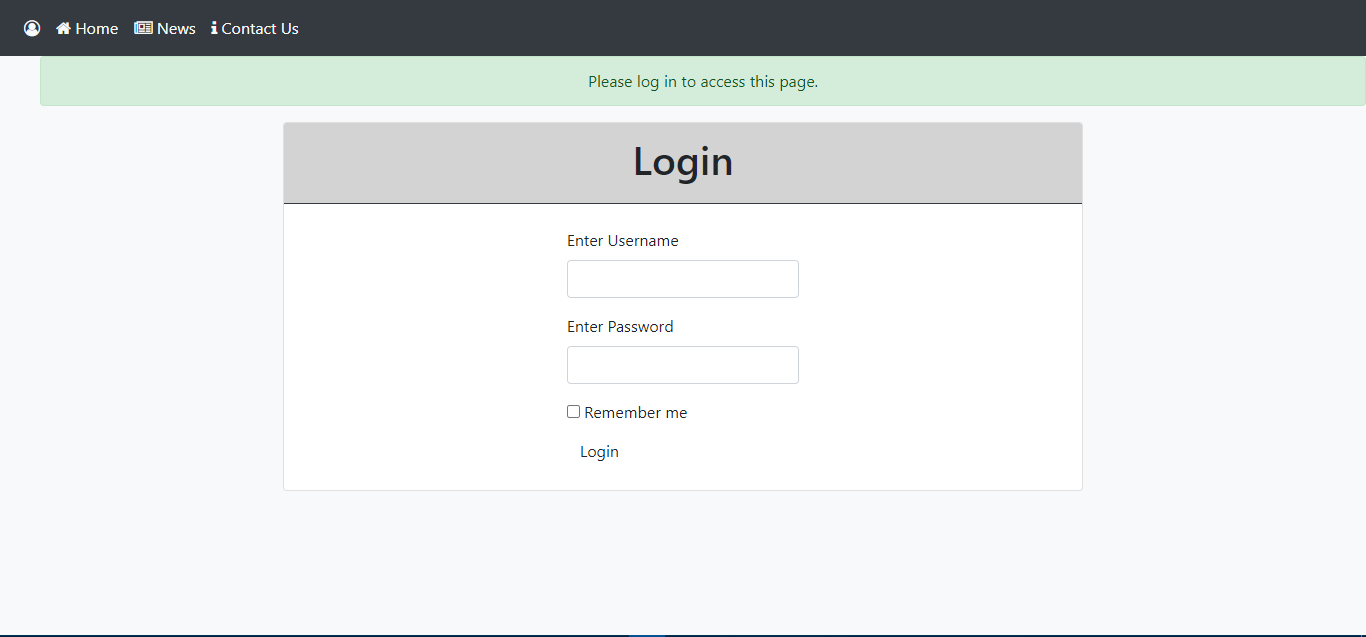 Home News Contact Us
Please log in to access this page.
Login
Enter Username
Enter Password
Remember me
Login